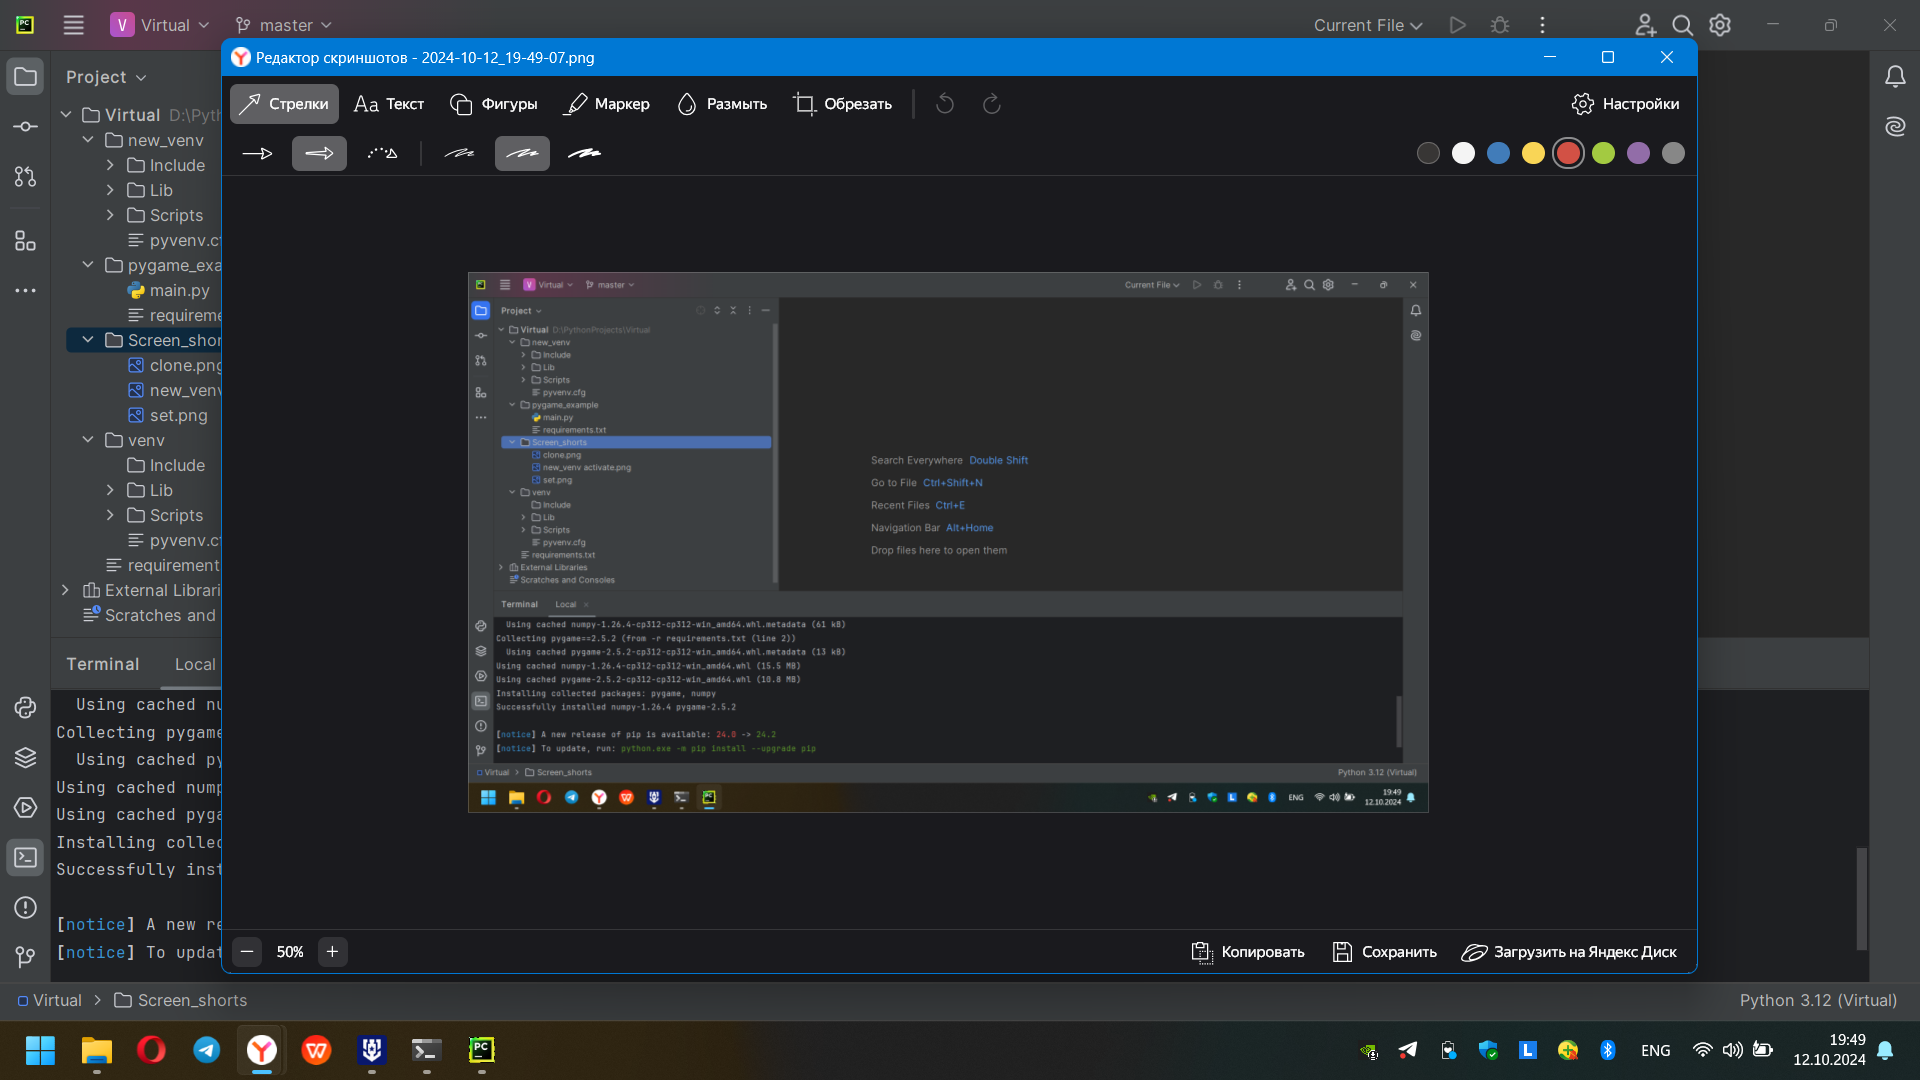 V Virtual master Current File
Редактор скриншотов - 2024-10-12_19-49-07.png
Стрелки Aa Текст Фигуры Маркер Размыть Обрезать Настройки
Project
Virtual D:\Pyth
new_venv
Include
Lib
Scripts
pyvenv.cf
pygame_exa
main.py
requireme
Screen_shor
clone.png
new_venv
set.png
venv
Include
Lib
Scripts
pyvenv.cf
requirement
External Librari
Scratches and
Terminal Local
Using cached nu
Collecting pygame
Using cached py
Using cached nump
Using cached pyga
Installing collec
Successfully inst
[notice] A new re
[notice] To updat
V Virtual master Current File
Project
Virtual D:\PythonProjects\Virtual
new_venv
Include
Lib
Scripts
pyvenv.cfg
pygame_example
main.py
requirements.txt
Screen_shorts
clone.png
new_venv activate.png
set.png
venv
Include
Lib
Scripts
pyvenv.cfg
requirements.txt
External Libraries
Scratches and Consoles
Search Everywhere Double Shift
Go to File Ctrl+Shift+N
Recent Files Ctrl+E
Navigation Bar Alt+Home
Drop files here to open them
Terminal Local
Using cached numpy-1.26.4-cp312-cp312-win_amd64.whl.metadata (61 kB)
Collecting pygame==2.5.2 (from -r requirements.txt (line 2))
Using cached pygame-2.5.2-cp312-cp312-win_amd64.whl.metadata (13 kB)
Using cached numpy-1.26.4-cp312-cp312-win_amd64.whl (15.5 MB)
Using cached pygame-2.5.2-cp312-cp312-win_amd64.whl (10.8 MB)
Installing collected packages: pygame, numpy
Successfully installed numpy-1.26.4 pygame-2.5.2
[notice] A new release of pip is available: 24.0 -> 24.2
[notice] To update, run: python.exe -m pip install --upgrade pip
Virtual > Screen_shorts Python 3.12 (Virtual)
ENG 19:49
12.10.2024
50% Копировать Сохранить Загрузить на Яндекс Диск
Virtual > Screen_shorts Python 3.12 (Virtual)
ENG 19:49
12.10.2024